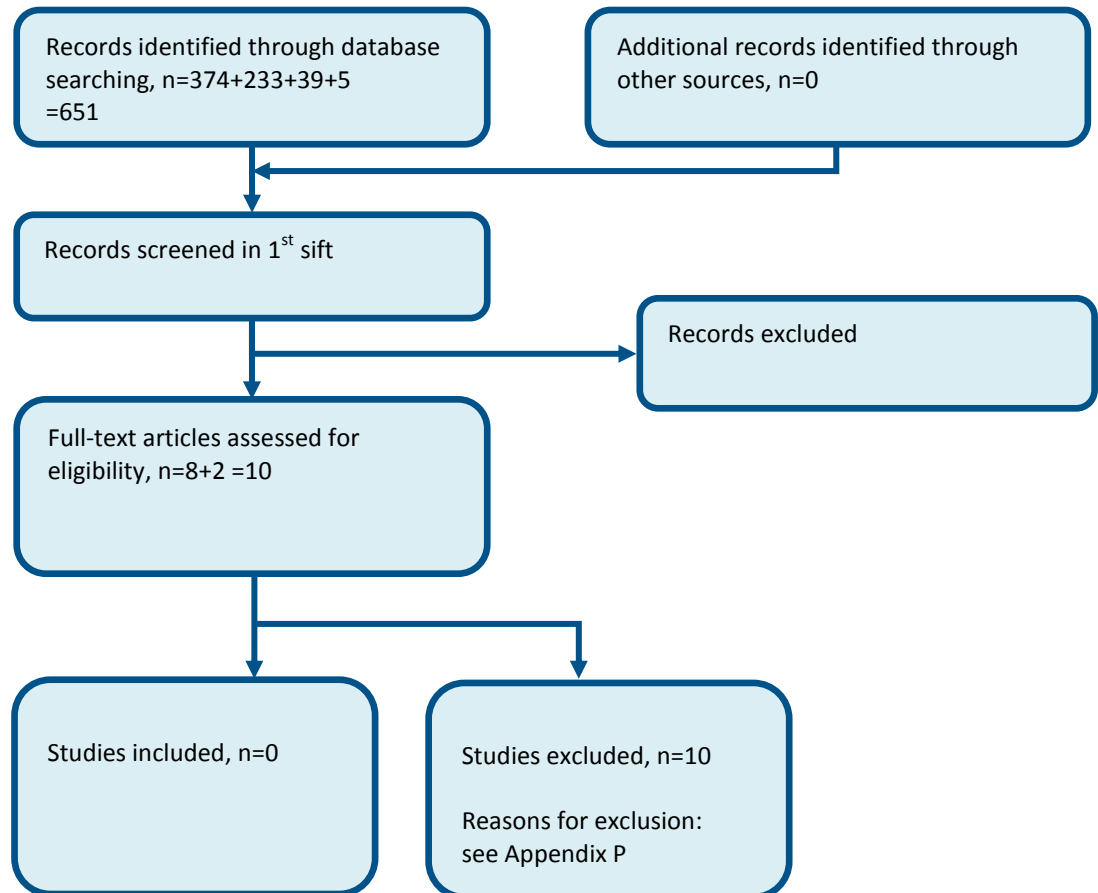 Records identified through database
searching, n=374+233+39+5
=651
Additional records identified through
other sources, n=0
Records screened in 1st sift
Records excluded
Full-text articles assessed for
eligibility, n=8+2 =10
Studies included, n=0
Studies excluded, n=10
Reasons for exclusion:
see Appendix P